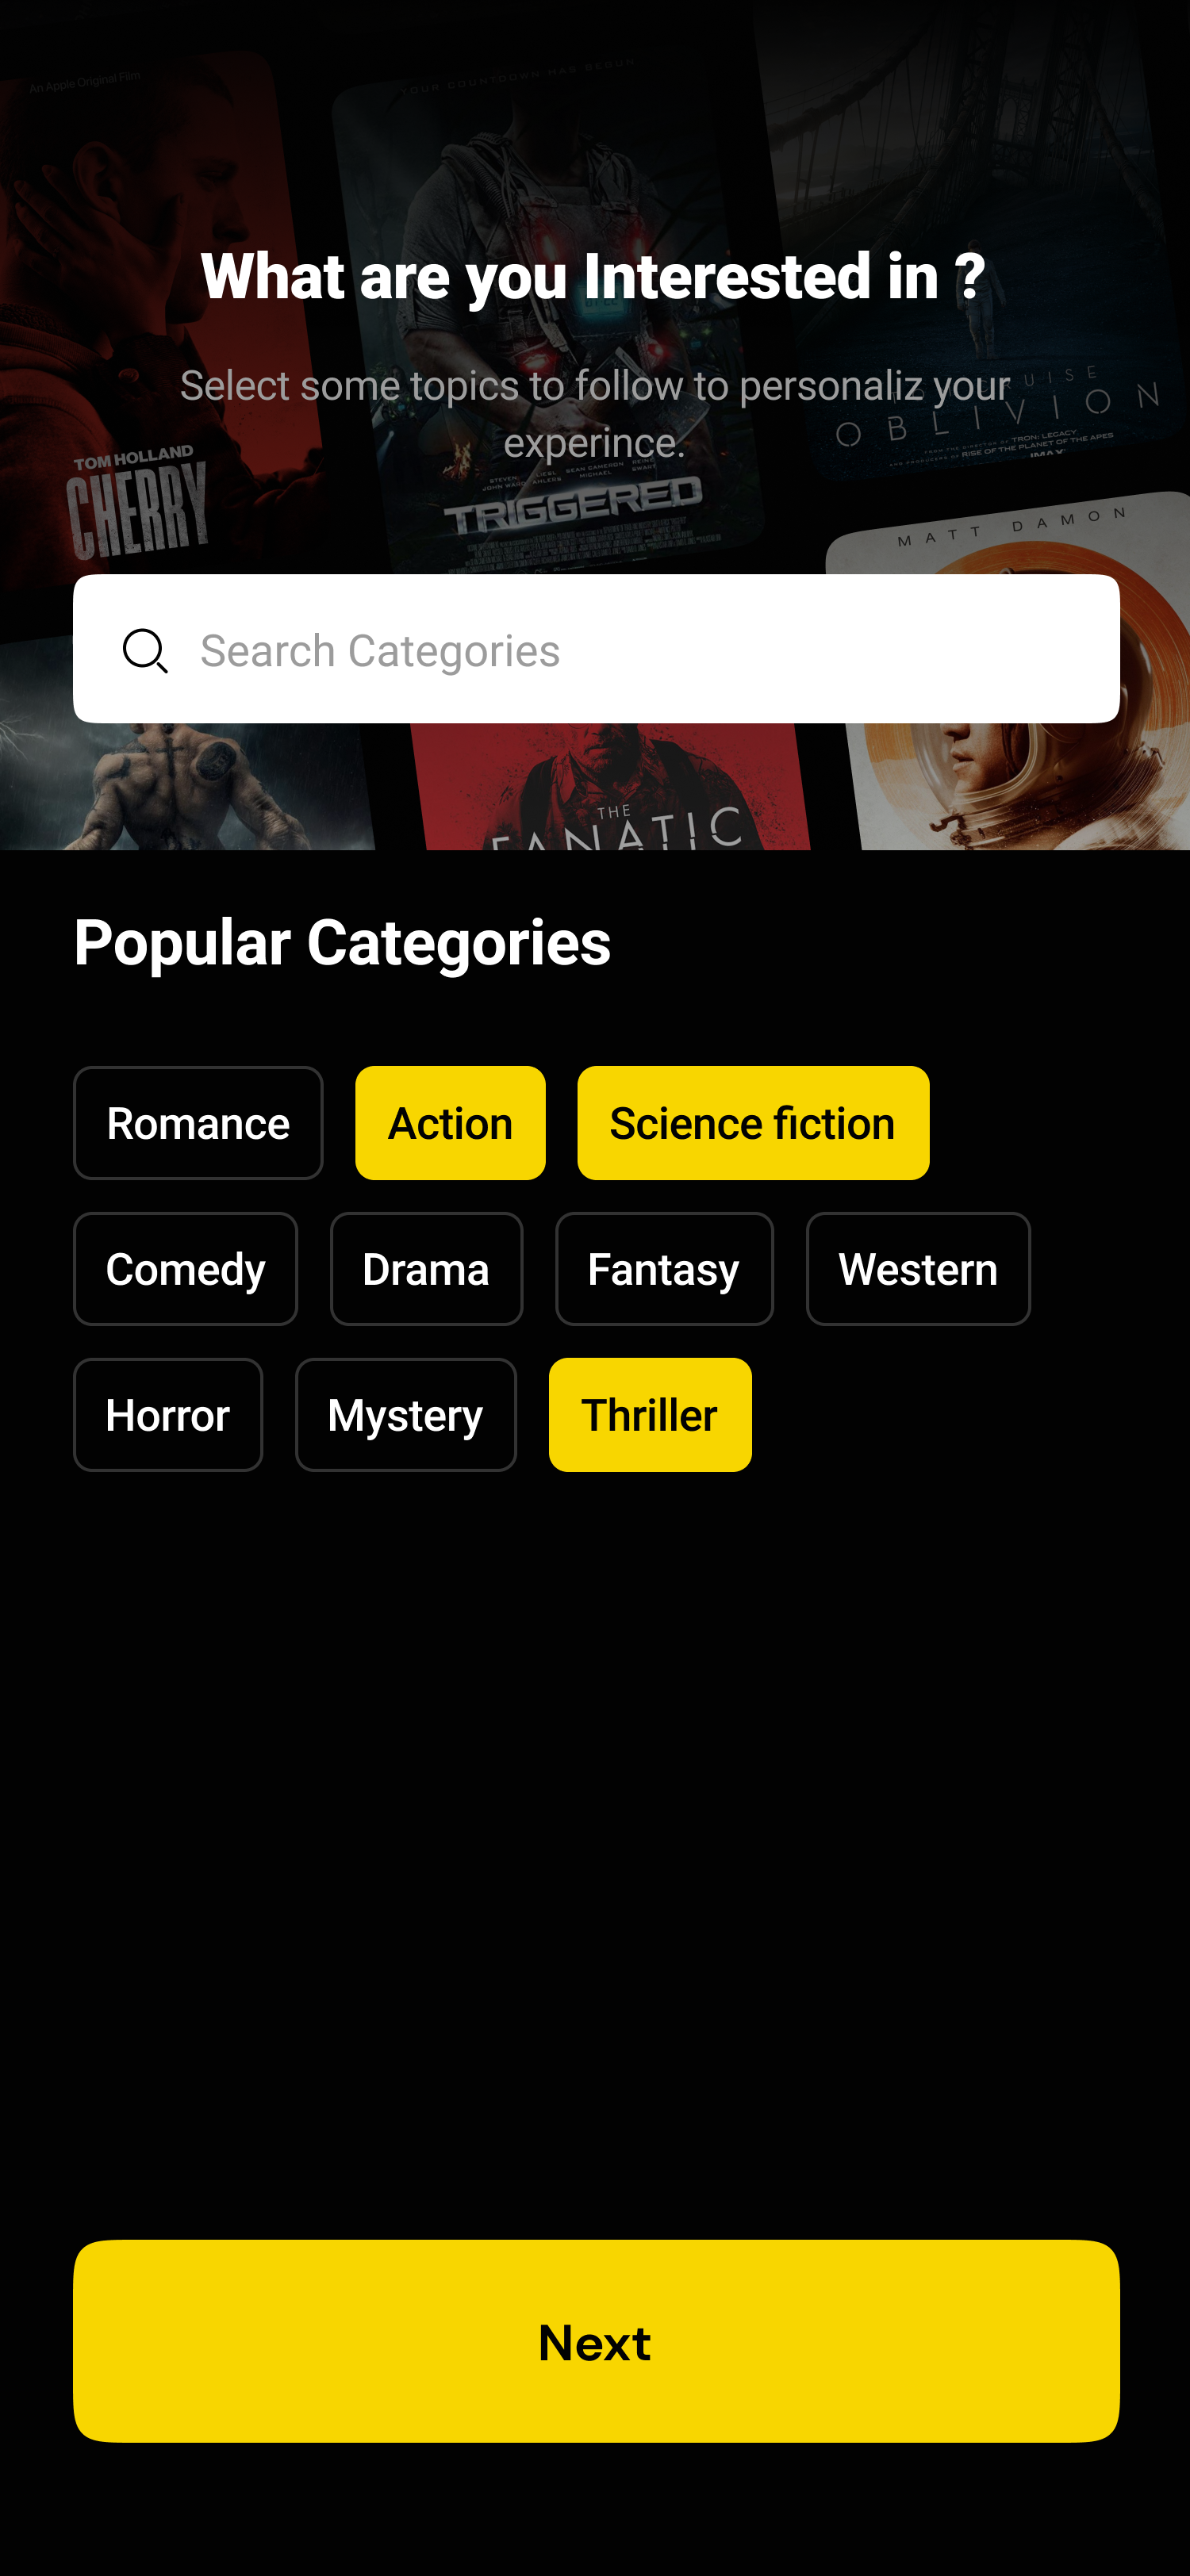 An Apple Original Film
YOUR COUNTDOWN HAS BEGUN
What are you Interested in ?
Select some topics to follow to personaliz your
experince.
OBLIVION
TOM HOLLAND
CHERRY
TRIGGERED
MATT DAMON
Search Categories
THE
FANATIC
Popular Categories
Romance
Action
Science fiction
Comedy
Drama
Fantasy
Western
Horror
Mystery
Thriller
Next